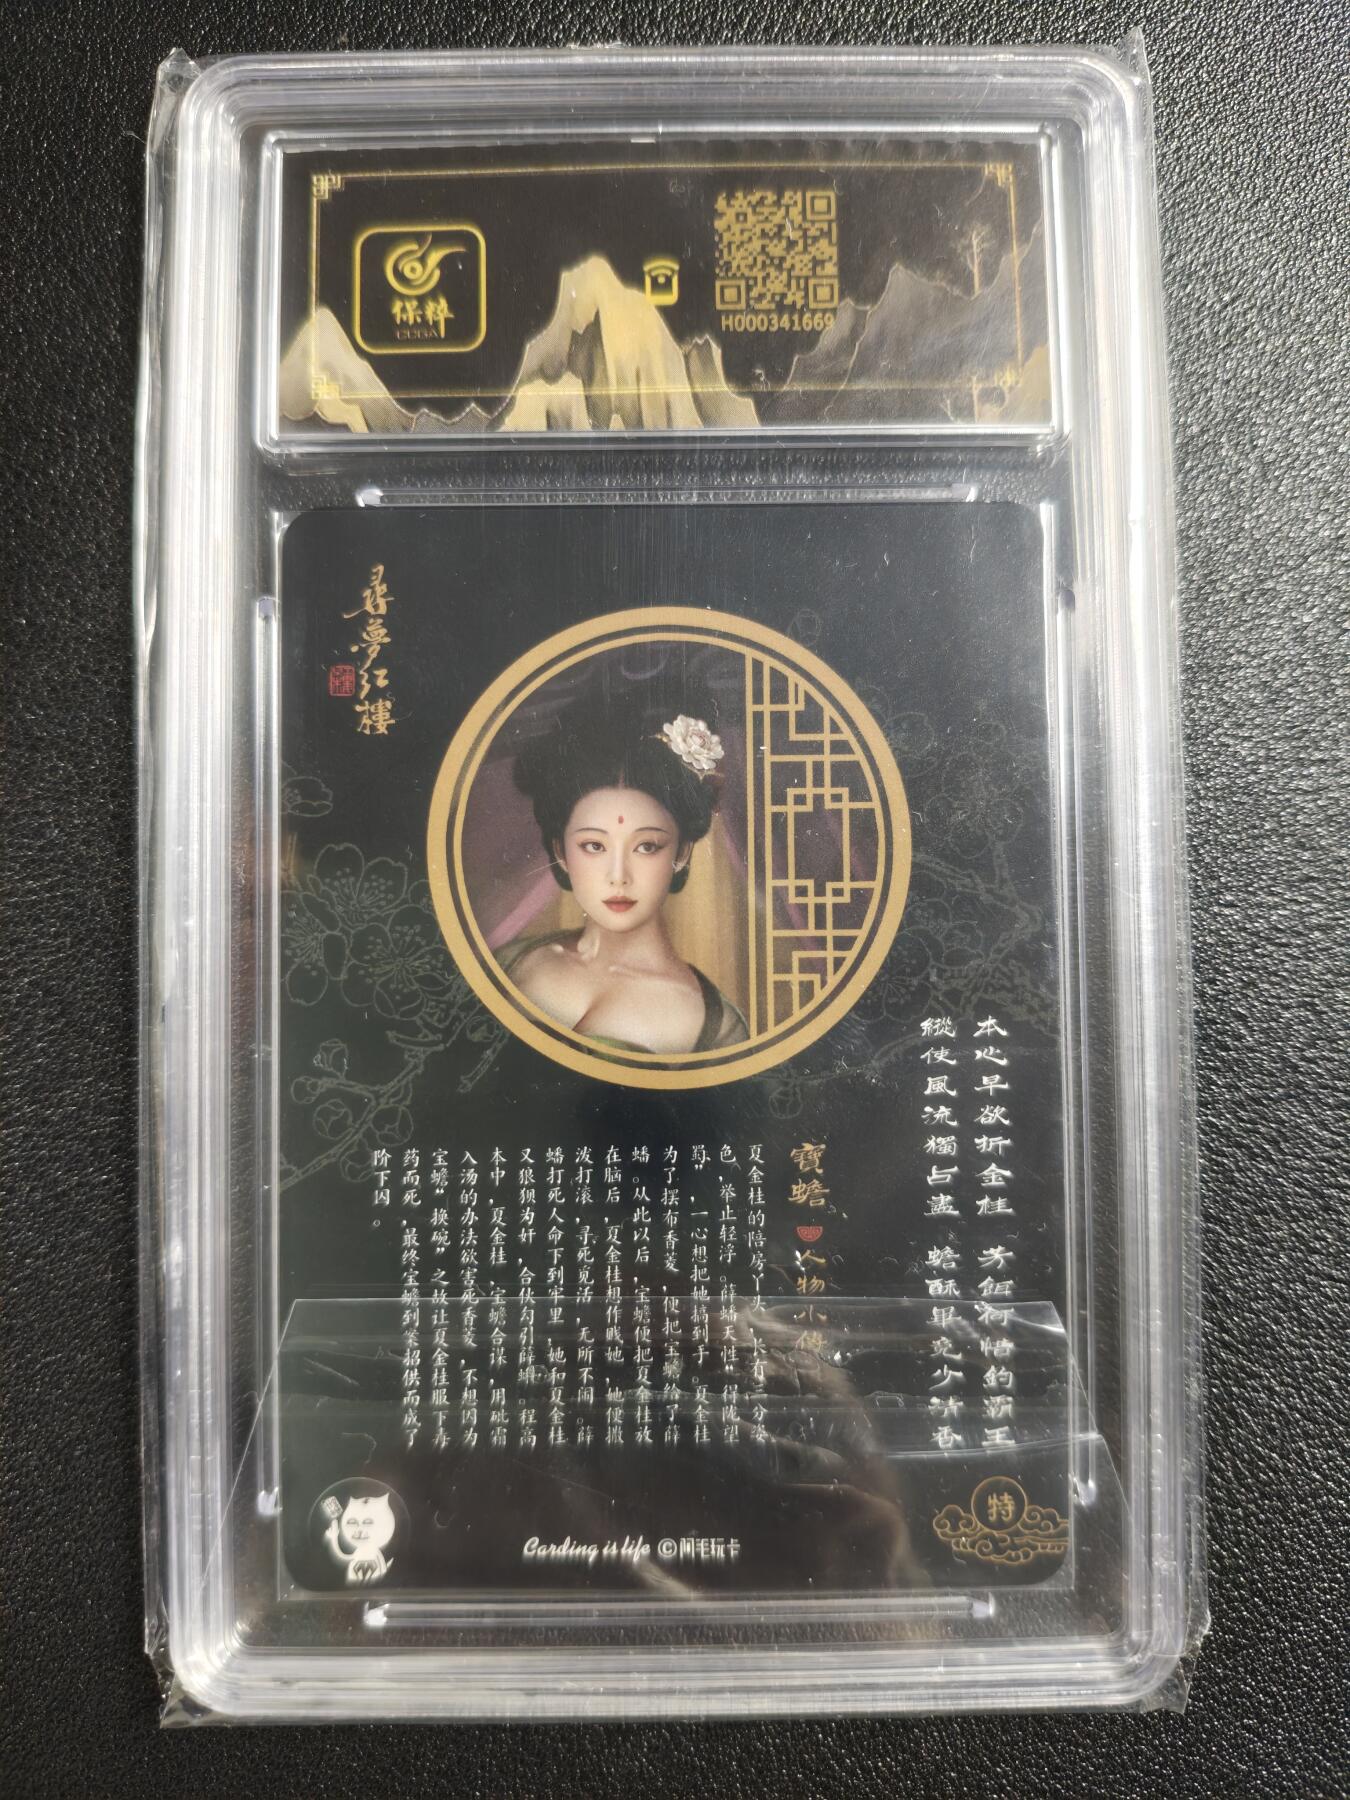 保粹
CCGA
H000341669
尋夢红樓
本心早欲折金桂 芳餌何惜釣霸王
縱使風流獨占盡 蟾酥畢竟少清香
寶蟾 人物小傳
夏金桂的陪房丫头，长有三分姿
色，举止轻浮。薛蟠天性“得陇望
蜀”，一心想把她搞到手。夏金桂
为了摆布香菱，便把宝蟾给了薛
蟠。从此以后，宝蟾便把夏金桂放
在脑后，夏金桂想作贱她，她便撒
泼打滚，寻死觅活，无所不闹。薛
蟠打死人命下到牢里，她和夏金桂
又狼狈为奸，合伙勾引薛蝌。程高
本中，夏金桂，宝蟾合谋，用砒霜
入汤的办法欲害死香菱，不想因为
宝蟾“换碗”之故让夏金桂服下毒
药而死，最终宝蟾到案招供而成了
阶下囚。
特
Carding is life ©阿毛玩卡